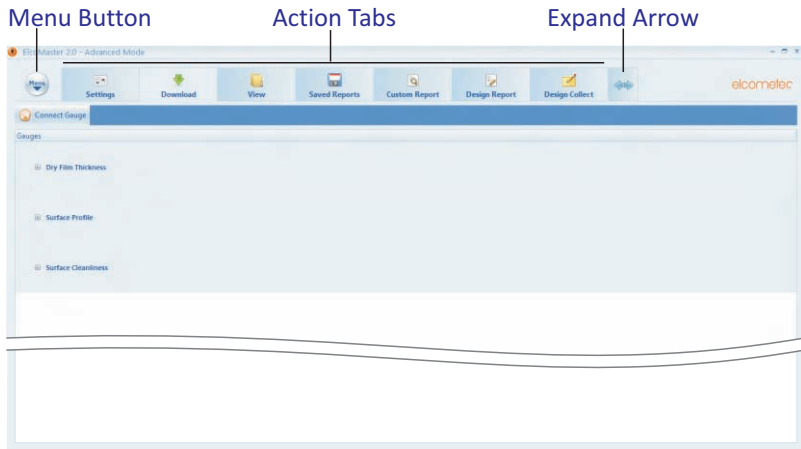 Menu Button Action Tabs Expand Arrow
ElcoMaster 2.0 - Advanced Mode
Menu
Settings Download View Saved Reports Custom Report Design Report Design Collect
elcometer
Connect Gauge
Gauges
Dry Film Thickness
Surface Profile
Surface Cleanliness